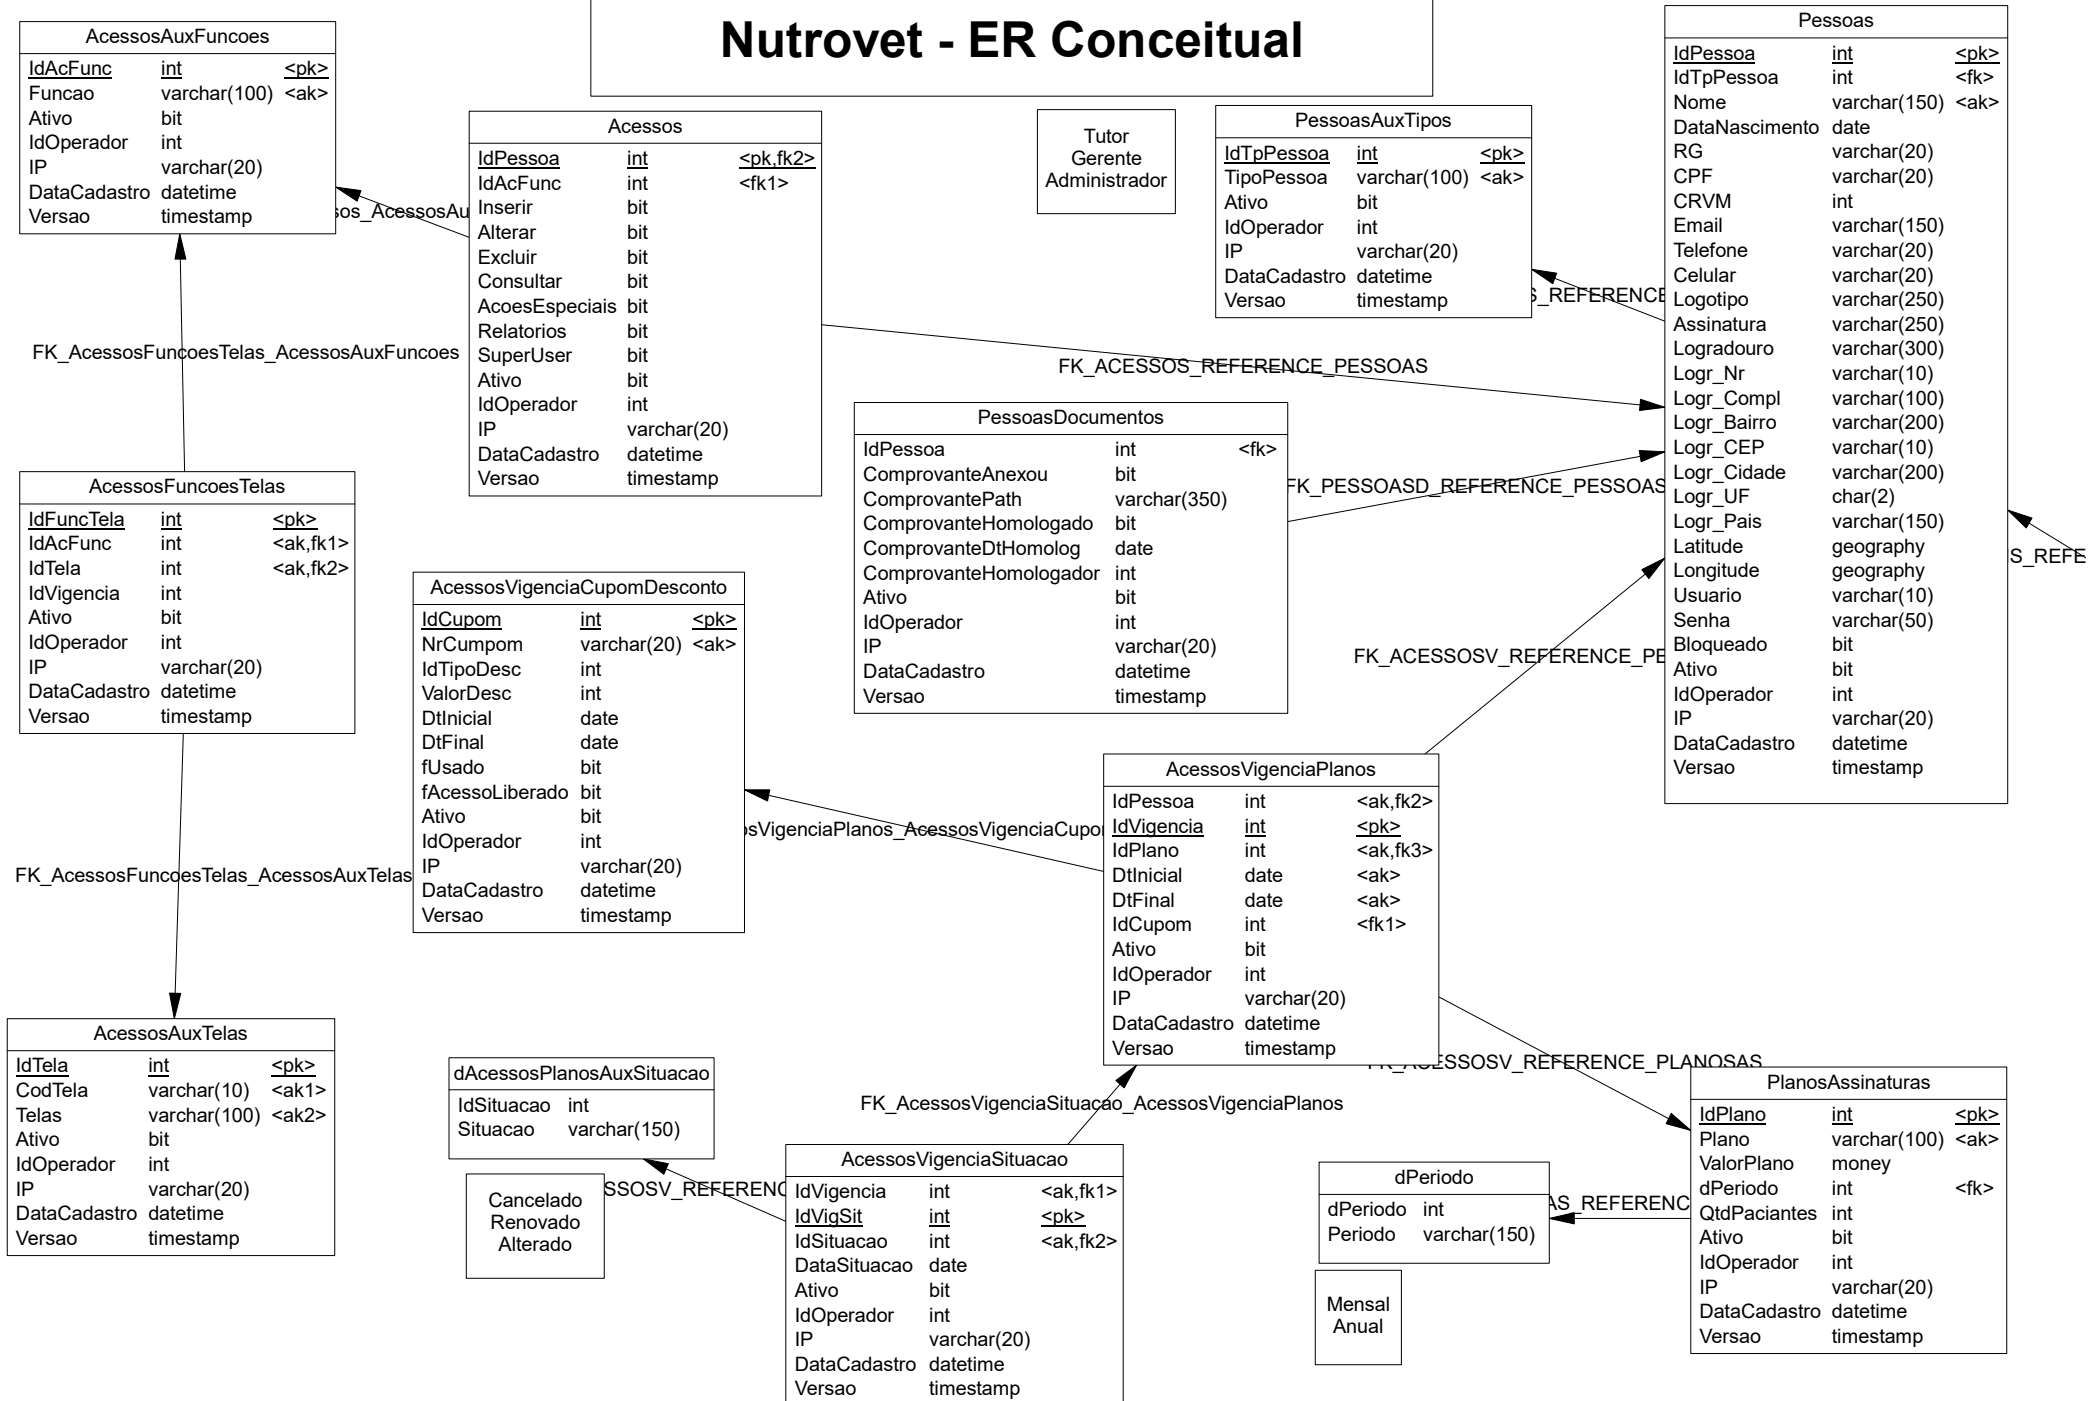 Nutrovet - ER Conceitual
AcessosAuxFuncoes
IdAcFunc int <pk>
Funcao varchar(100) <ak>
Ativo bit
IdOperador int
IP varchar(20)
DataCadastro datetime
Versao timestamp
Acessos
IdPessoa int <pk,fk2>
IdAcFunc int <fk1>
Inserir bit
Alterar bit
Excluir bit
Consultar bit
AcoesEspeciais bit
Relatorios bit
SuperUser bit
Ativo bit
IdOperador int
IP varchar(20)
DataCadastro datetime
Versao timestamp
Tutor
Gerente
Administrador
PessoasAuxTipos
IdTpPessoa int <pk>
TipoPessoa varchar(100) <ak>
Ativo bit
IdOperador int
IP varchar(20)
DataCadastro datetime
Versao timestamp
Pessoas
IdPessoa int <pk>
IdTpPessoa int <fk>
Nome varchar(150) <ak>
DataNascimento date
RG varchar(20)
CPF varchar(20)
CRVM int
Email varchar(150)
Telefone varchar(20)
Celular varchar(20)
Logotipo varchar(250)
Assinatura varchar(250)
Logradouro varchar(300)
Logr_Nr varchar(10)
Logr_Compl varchar(100)
Logr_Bairro varchar(200)
Logr_CEP varchar(10)
Logr_Cidade varchar(200)
Logr_UF char(2)
Logr_Pais varchar(150)
Latitude geography
Longitude geography
Usuario varchar(10)
Senha varchar(50)
Bloqueado bit
Ativo bit
IdOperador int
IP varchar(20)
DataCadastro datetime
Versao timestamp
sos_AcessosAu
S_REFERENCE
FK_AcessosFuncoesTelas_AcessosAuxFuncoes
FK_ACESSOS_REFERENCE_PESSOAS
PessoasDocumentos
IdPessoa int <fk>
ComprovanteAnexou bit
ComprovantePath varchar(350)
ComprovanteHomologado bit
ComprovanteDtHomolog date
ComprovanteHomologador int
Ativo bit
IdOperador int
IP varchar(20)
DataCadastro datetime
Versao timestamp
FK_PESSOASD_REFERENCE_PESSOAS
S_REFE
AcessosFuncoesTelas
IdFuncTela int <pk>
IdAcFunc int <ak,fk1>
IdTela int <ak,fk2>
IdVigencia int
Ativo bit
IdOperador int
IP varchar(20)
DataCadastro datetime
Versao timestamp
AcessosVigenciaCupomDesconto
IdCupom int <pk>
NrCumpom varchar(20) <ak>
IdTipoDesc int
ValorDesc int
DtInicial date
DtFinal date
fUsado bit
fAcessoLiberado bit
Ativo bit
IdOperador int
IP varchar(20)
DataCadastro datetime
Versao timestamp
FK_ACESSOSV_REFERENCE_PE
AcessosVigenciaPlanos
IdPessoa int <ak,fk2>
IdVigencia int <pk>
IdPlano int <ak,fk3>
DtInicial date <ak>
DtFinal date <ak>
IdCupom int <fk1>
Ativo bit
IdOperador int
IP varchar(20)
DataCadastro datetime
Versao timestamp
osVigenciaPlanos_AcessosVigenciaCupor
FK_AcessosFuncoesTelas_AcessosAuxTelas
AcessosAuxTelas
IdTela int <pk>
CodTela varchar(10) <ak1>
Telas varchar(100) <ak2>
Ativo bit
IdOperador int
IP varchar(20)
DataCadastro datetime
Versao timestamp
dAcessosPlanosAuxSituacao
IdSituacao int
Situacao varchar(150)
Cancelado
Renovado
Alterado
SSOSV_REFERENC
FK_AcessosVigenciaSituacao_AcessosVigenciaPlanos
FK_ACESSOSV_REFERENCE_PLANOSAS
AcessosVigenciaSituacao
IdVigencia int <ak,fk1>
IdVigSit int <pk>
IdSituacao int <ak,fk2>
DataSituacao date
Ativo bit
IdOperador int
IP varchar(20)
DataCadastro datetime
Versao timestamp
dPeriodo
dPeriodo int
Periodo varchar(150)
Mensal
Anual
AS_REFERENC
PlanosAssinaturas
IdPlano int <pk>
Plano varchar(100) <ak>
ValorPlano money
dPeriodo int <fk>
QtdPaciantes int
Ativo bit
IdOperador int
IP varchar(20)
DataCadastro datetime
Versao timestamp